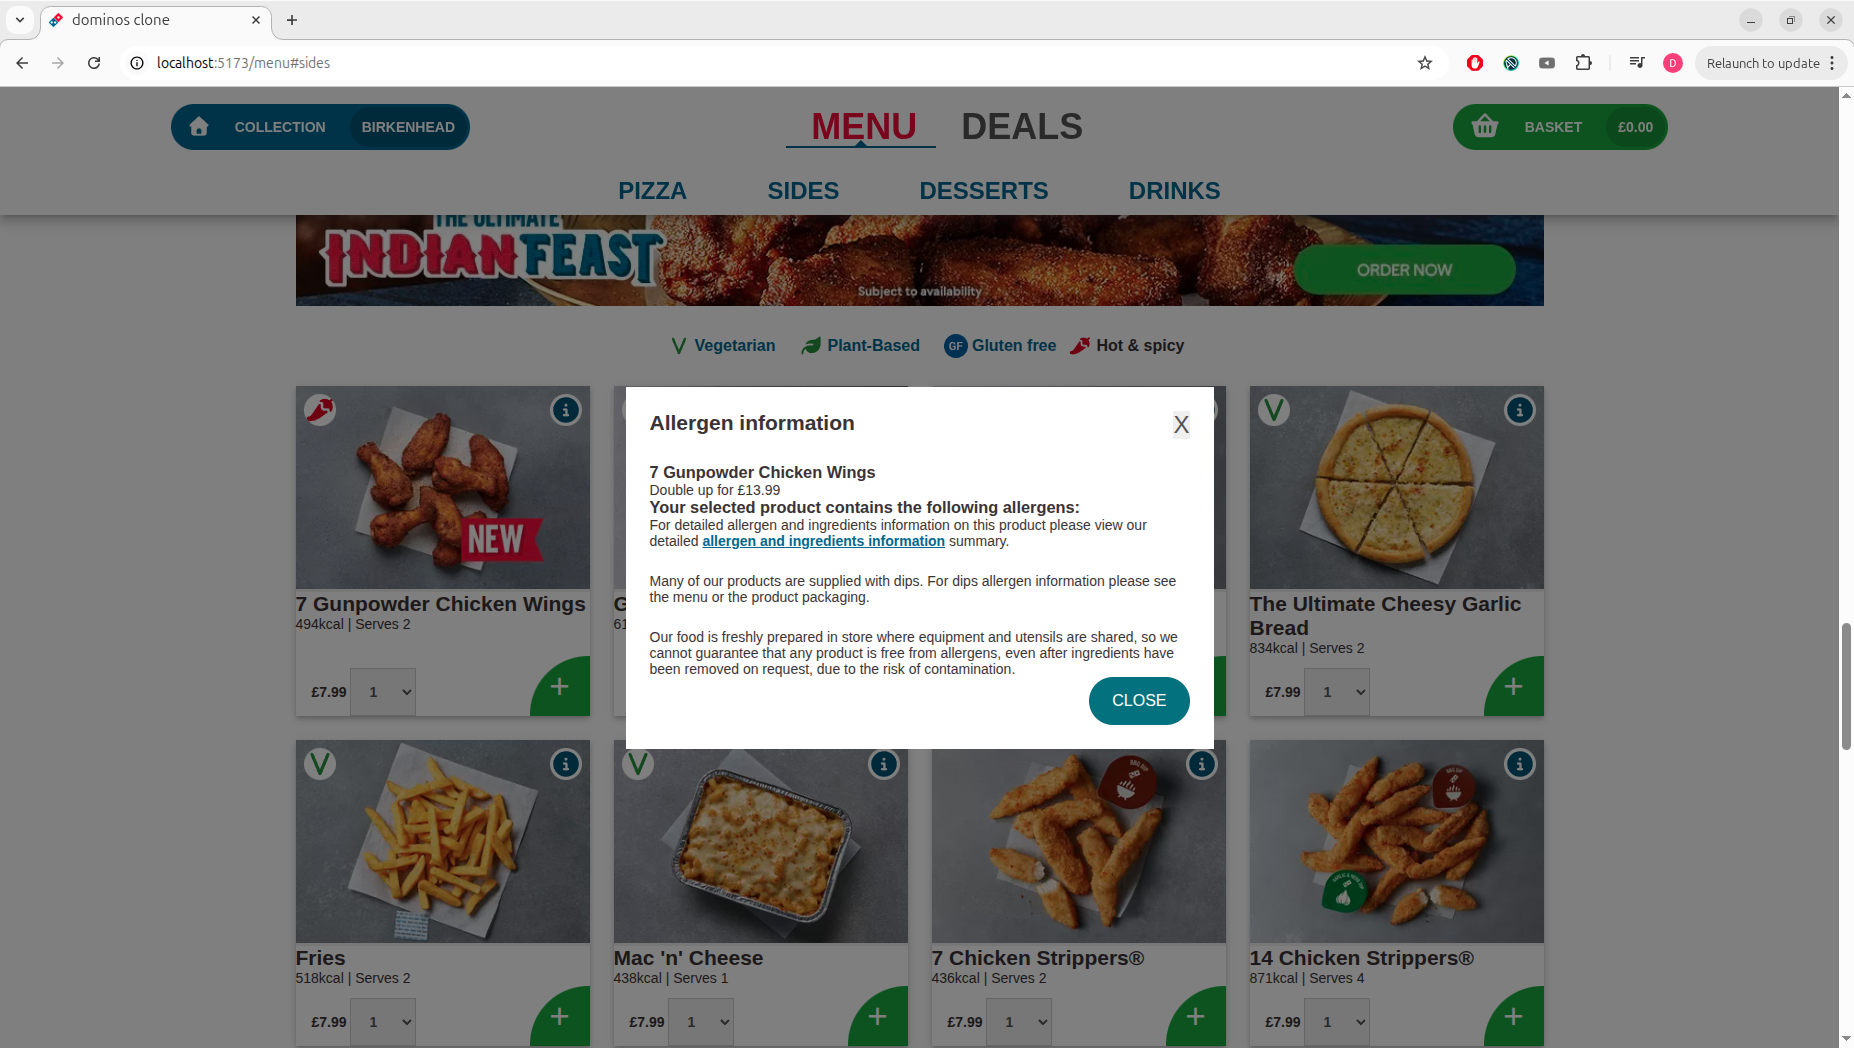 dominos clone
localhost:5173/menu#sides
D
Relaunch to update
COLLECTION BIRKENHEAD
MENU DEALS
BASKET £0.00
PIZZA SIDES DESSERTS DRINKS
THE ULTIMATE
INDIAN FEAST
ORDER NOW
Subject to availability
Vegetarian Plant-Based GF Gluten free Hot & spicy
Allergen information X
7 Gunpowder Chicken Wings
Double up for £13.99
Your selected product contains the following allergens:
For detailed allergen and ingredients information on this product please view our
detailed allergen and ingredients information summary.
Many of our products are supplied with dips. For dips allergen information please see
the menu or the product packaging.
Our food is freshly prepared in store where equipment and utensils are shared, so we
cannot guarantee that any product is free from allergens, even after ingredients have
been removed on request, due to the risk of contamination.
CLOSE
NEW
7 Gunpowder Chicken Wings
494kcal | Serves 2
£7.99 1 +
The Ultimate Cheesy Garlic
Bread
834kcal | Serves 2
£7.99 1 +
Fries
518kcal | Serves 2
£7.99 1 +
Mac 'n' Cheese
438kcal | Serves 1
£7.99 1 +
BBQ DIP
7 Chicken Strippers®
436kcal | Serves 2
£7.99 1 +
BBQ DIP
14 Chicken Strippers®
871kcal | Serves 4
£7.99 1 +